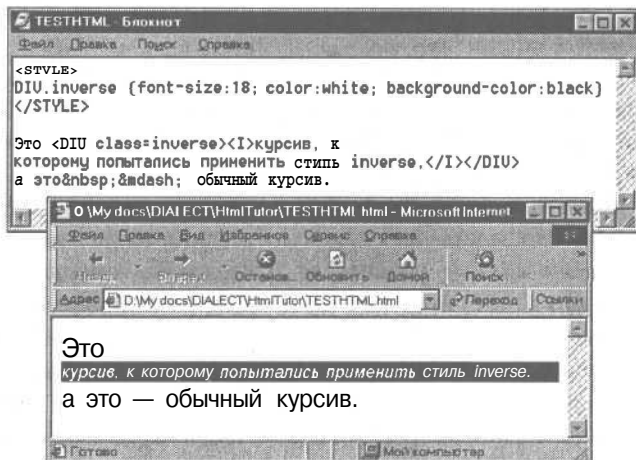 TESTHTML - Блокнот
Файл Правка Поиск Справка
<STYLE>
DIV.inverse {font-size:18; color:white; background-color:black}
</STYLE>
Это <DIV class=inverse><I>курсив, к
которому попытались применить стиль inverse,</I></DIV>
а это&nbsp;&mdash; обычный курсив.
D:\My docs\DIALECT\HtmlTutor\TESTHTML.html - Microsoft Internet
Файл Правка Вид Избранное Сервис Справка
Назад Вперед Останов. Обновить Домой Поиск
Адрес D:\My docs\DIALECT\HtmlTutor\TESTHTML.html Переход Ссылки
Это
курсив, к которому попытались применить стиль inverse.
а это — обычный курсив.
Готово Мой компьютер